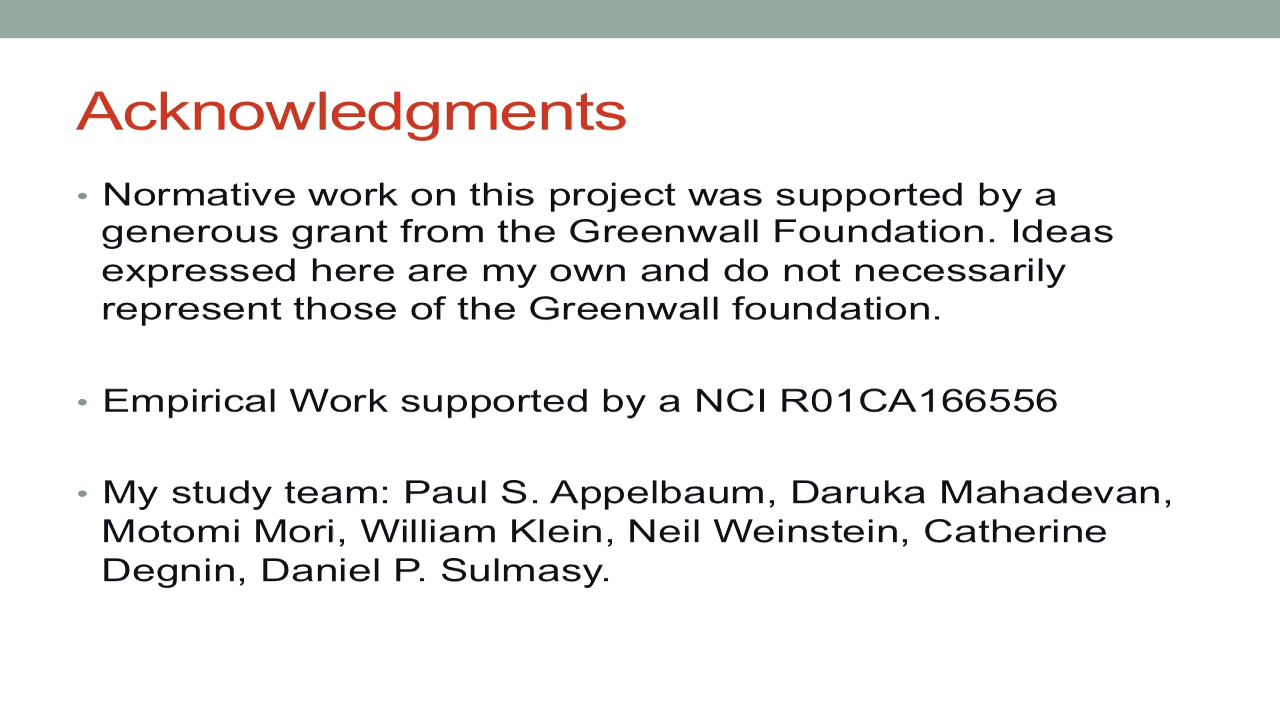 Acknowledgments
• Normative work on this project was supported by a
generous grant from the Greenwall Foundation. Ideas
expressed here are my own and do not necessarily
represent those of the Greenwall foundation.
• Empirical Work supported by a NCI R01CA166556
• My study team: Paul S. Appelbaum, Daruka Mahadevan,
Motomi Mori, William Klein, Neil Weinstein, Catherine
Degnin, Daniel P. Sulmasy.